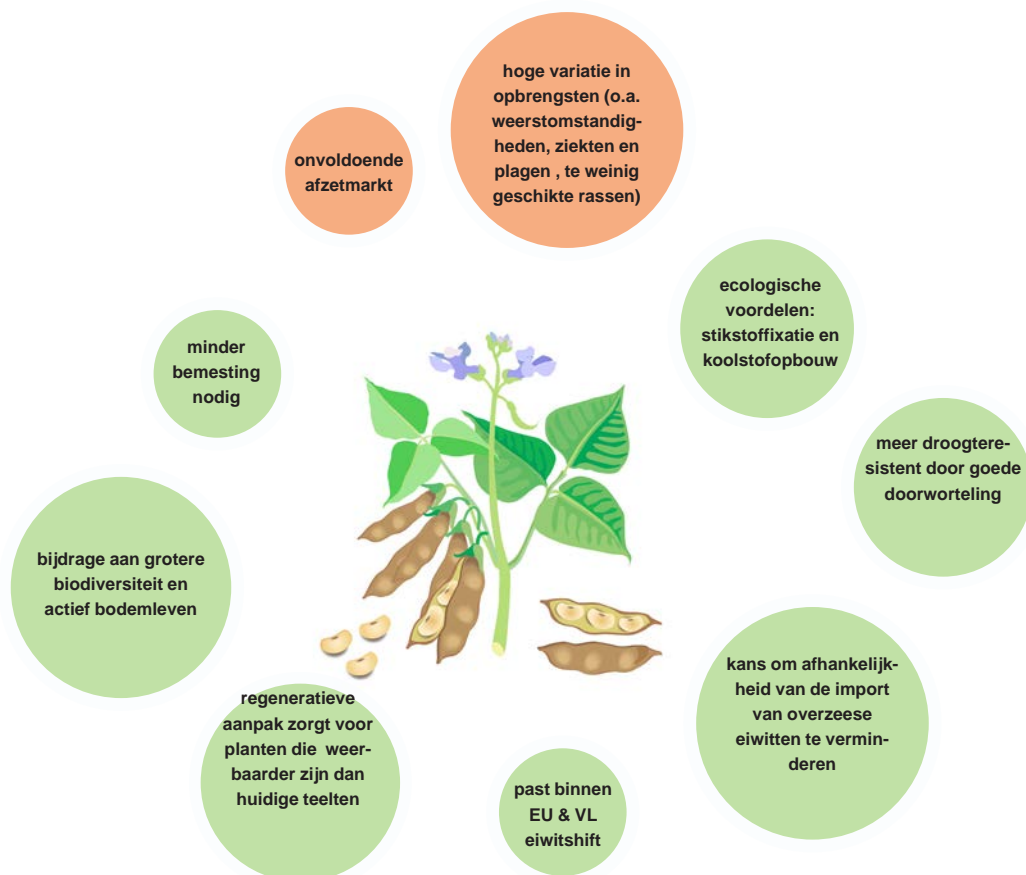 hoge variatie in
opbrengsten (o.a.
weerstomstandig-
heden, ziekten en
plagen , te weinig
geschikte rassen)
onvoldoende
afzetmarkt
ecologische
voordelen:
stikstoffixatie en
koolstofopbouw
minder
bemesting
nodig
meer droogtere-
sistent door goede
doorworteling
bijdrage aan grotere
biodiversiteit en
actief bodemleven
kans om afhankelijk-
heid van de import
van overzeese
eiwitten te vermin-
deren
regeneratieve
aanpak zorgt voor
planten die weer-
baarder zijn dan
huidige teelten
past binnen
EU & VL
eiwitshift